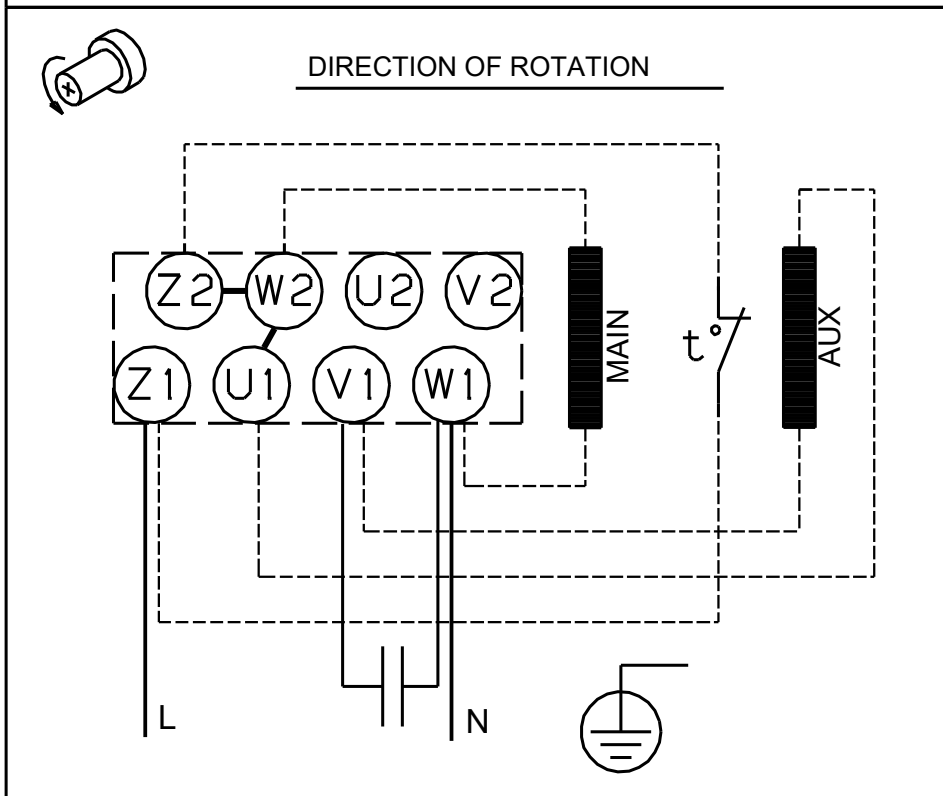 DIRECTION OF ROTATION
Z2 W2 U2 V2
Z1 U1 V1 W1
MAIN
t°
AUX
L
N